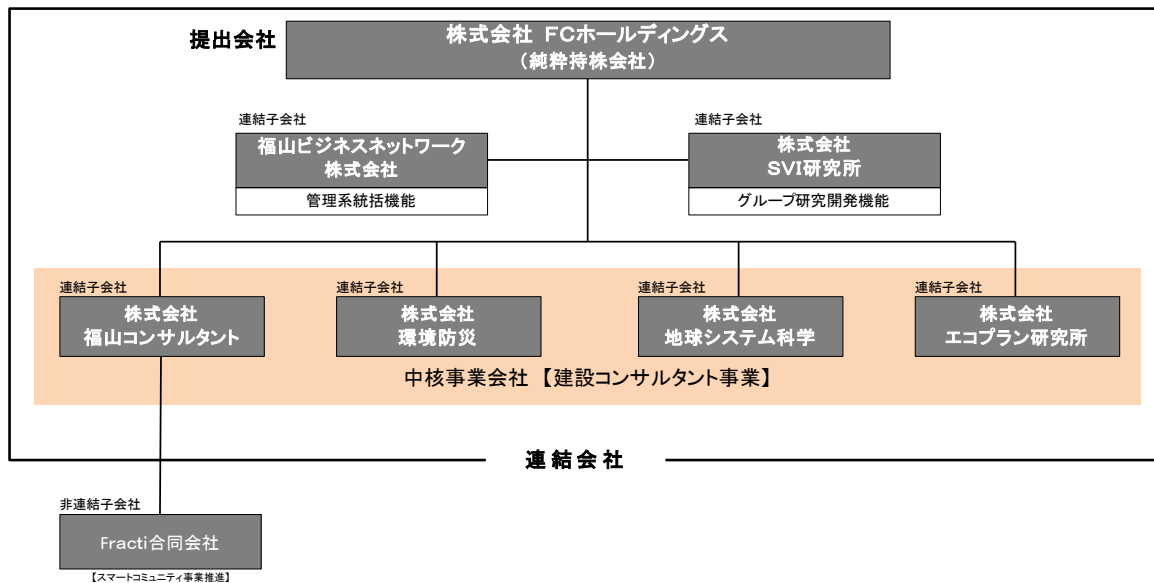 提出会社
株式会社 FCホールディングス
（純粋持株会社）
連結子会社
福山ビジネスネットワーク
株式会社
管理系統括機能
連結子会社
株式会社
SVI研究所
グループ研究開発機能
連結子会社
株式会社
福山コンサルタント
連結子会社
株式会社
環境防災
連結子会社
株式会社
地球システム科学
連結子会社
株式会社
エコプラン研究所
中核事業会社 【建設コンサルタント事業】
連結会社
非連結子会社
Fracti合同会社
【スマートコミュニティ事業推進】